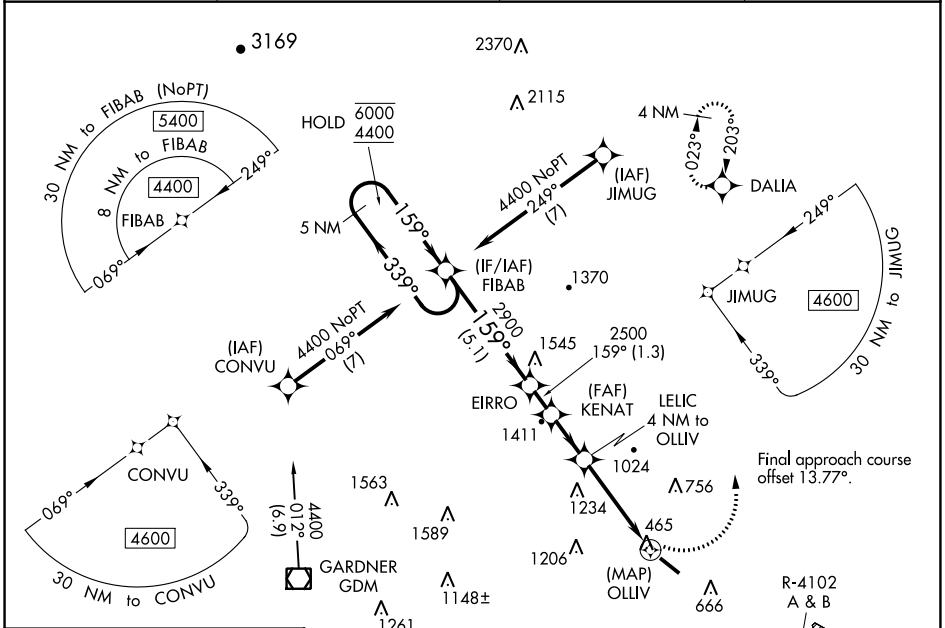 3169
2370
2115
30 NM to FIBAB (NoPT)
5400
8 NM to FIBAB
4400
FIBAB
249°
069°
HOLD
6000
4400
5 NM
159°
339°
(IF/IAF)
FIBAB
4400 NoPT
249°
(7)
(IAF)
JIMUG
4 NM
023°
203°
DALIA
249°
JIMUG
4600
339°
30 NM to JIMUG
1370
2900
159°
(5.1)
4400 NoPT
069°
(7)
(IAF)
CONVU
1545
2500
159° (1.3)
EIRRO
(FAF)
KENAT
1411
LELIC
4 NM to
OLLIV
1024
Final approach course
offset 13.77°.
CONVU
069°
339°
4600
30 NM to CONVU
4400
012°
(6.9)
GARDNER
GDM
1563
1589
1234
756
465
1206
(MAP)
OLLIV
1148±
1261
666
R-4102
A & B